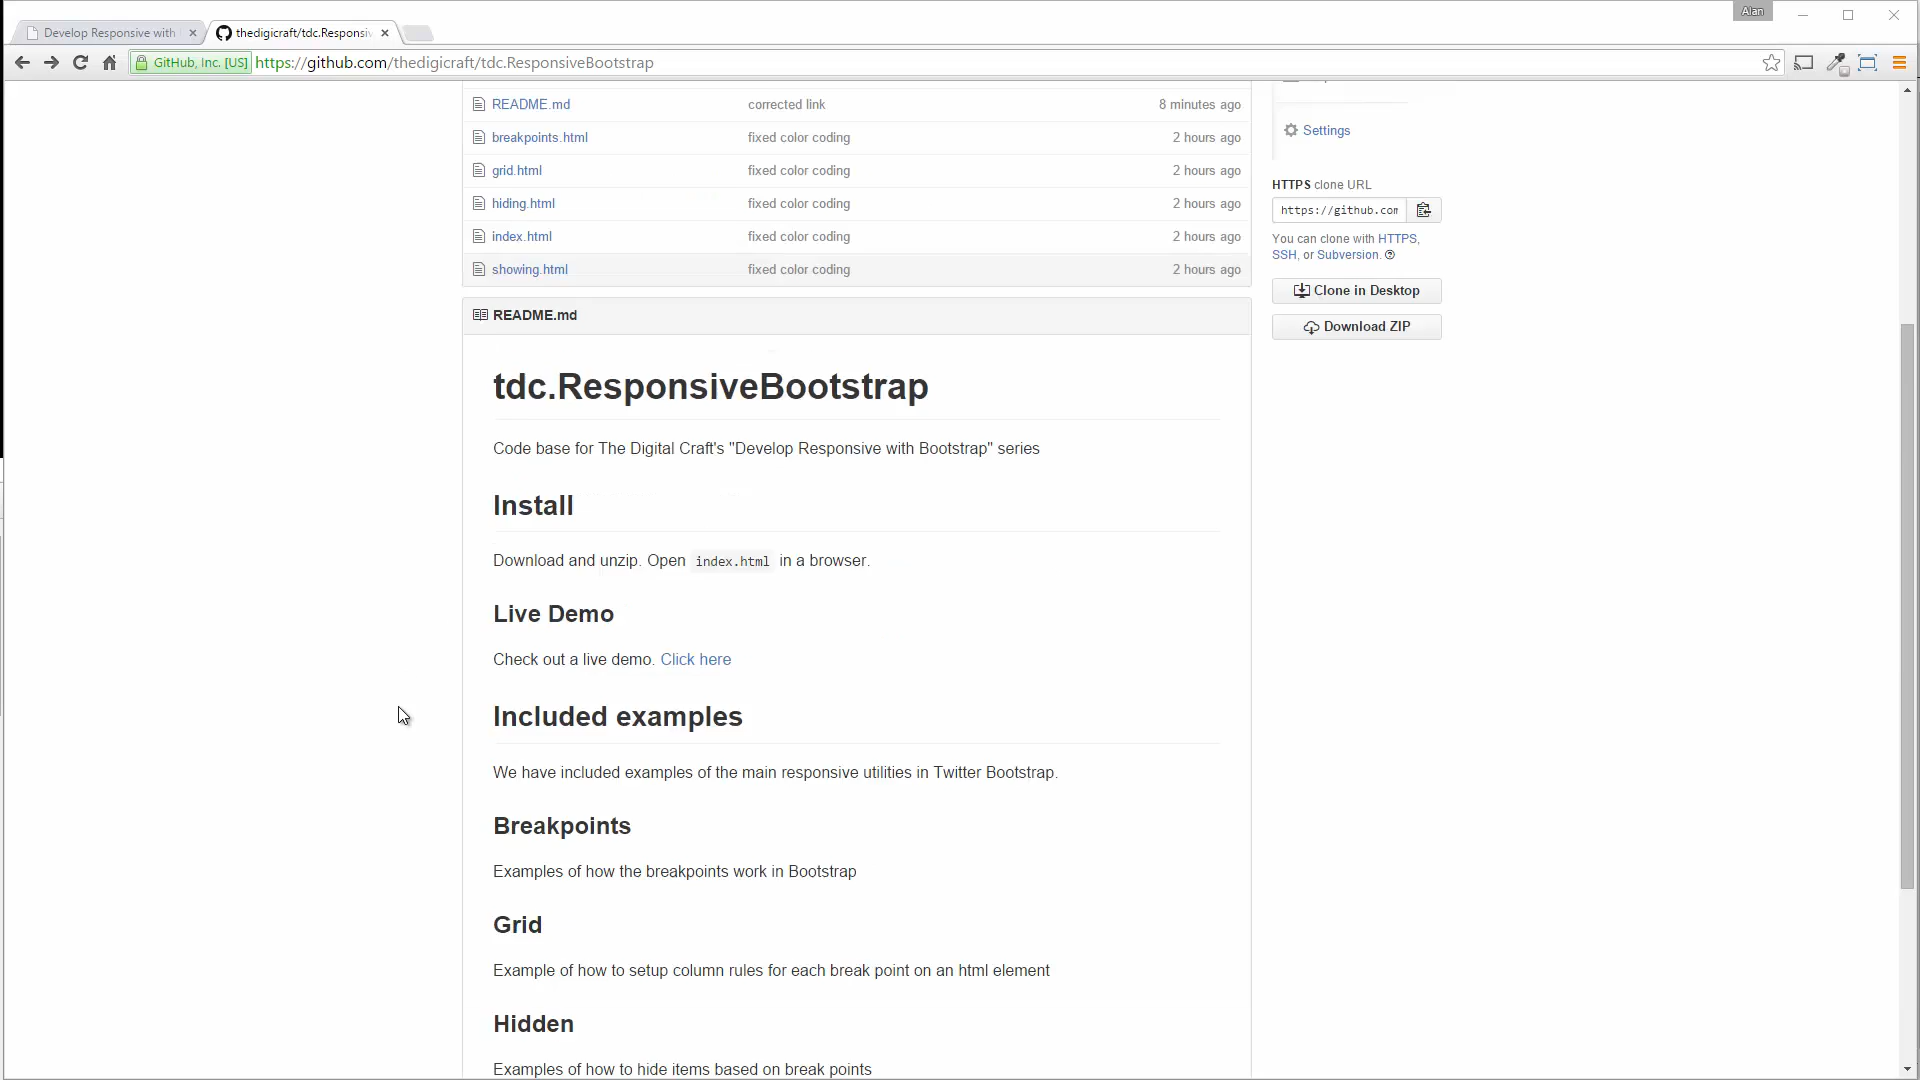 Alan
Develop Responsive with
thedigicraft/tdc.Responsiv
GitHub, Inc. [US] https://github.com/thedigicraft/tdc.ResponsiveBootstrap
README.md corrected link 8 minutes ago
breakpoints.html fixed color coding 2 hours ago
grid.html fixed color coding 2 hours ago
hiding.html fixed color coding 2 hours ago
index.html fixed color coding 2 hours ago
showing.html fixed color coding 2 hours ago
Settings
HTTPS clone URL
https://github.com
You can clone with HTTPS,
SSH, or Subversion.
Clone in Desktop
Download ZIP
README.md
tdc.ResponsiveBootstrap
Code base for The Digital Craft's "Develop Responsive with Bootstrap" series
Install
Download and unzip. Open index.html in a browser.
Live Demo
Check out a live demo. Click here
Included examples
We have included examples of the main responsive utilities in Twitter Bootstrap.
Breakpoints
Examples of how the breakpoints work in Bootstrap
Grid
Example of how to setup column rules for each break point on an html element
Hidden
Examples of how to hide items based on break points